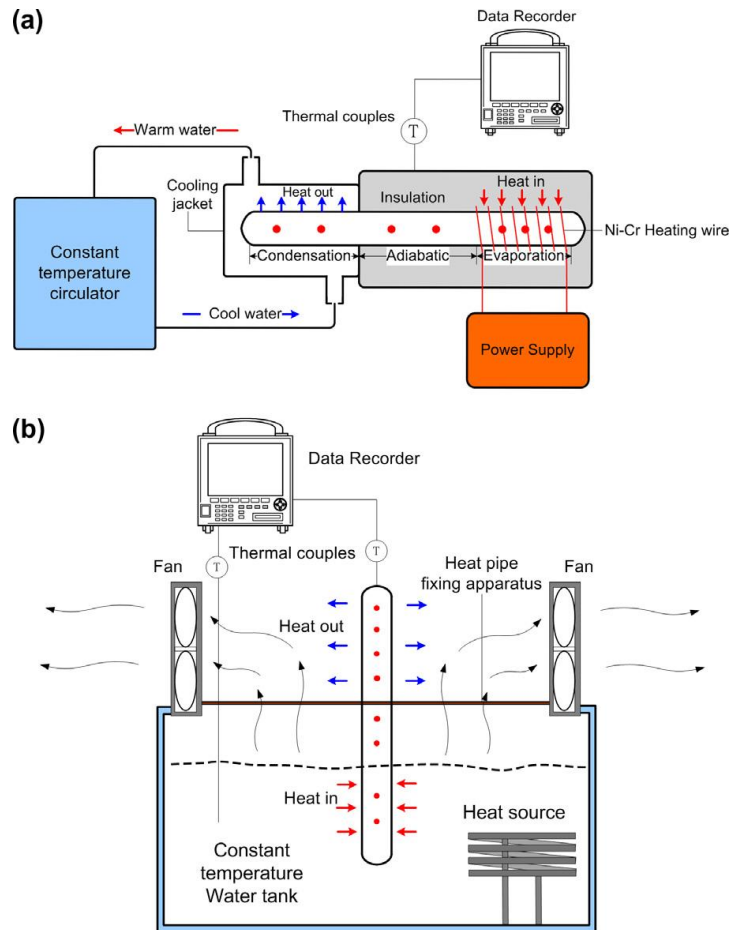 (a)
Data Recorder
Thermal couples
T
Warm water
Cooling
jacket
Heat out
Insulation
Heat in
Ni-Cr Heating wire
Constant
temperature
circulator
Condensation
Adiabatic
Evaporation
Cool water
Power Supply
(b)
Data Recorder
Thermal couples
T
T
Fan
Heat pipe
fixing apparatus
Fan
Heat out
Heat in
Heat source
Constant
temperature
Water tank